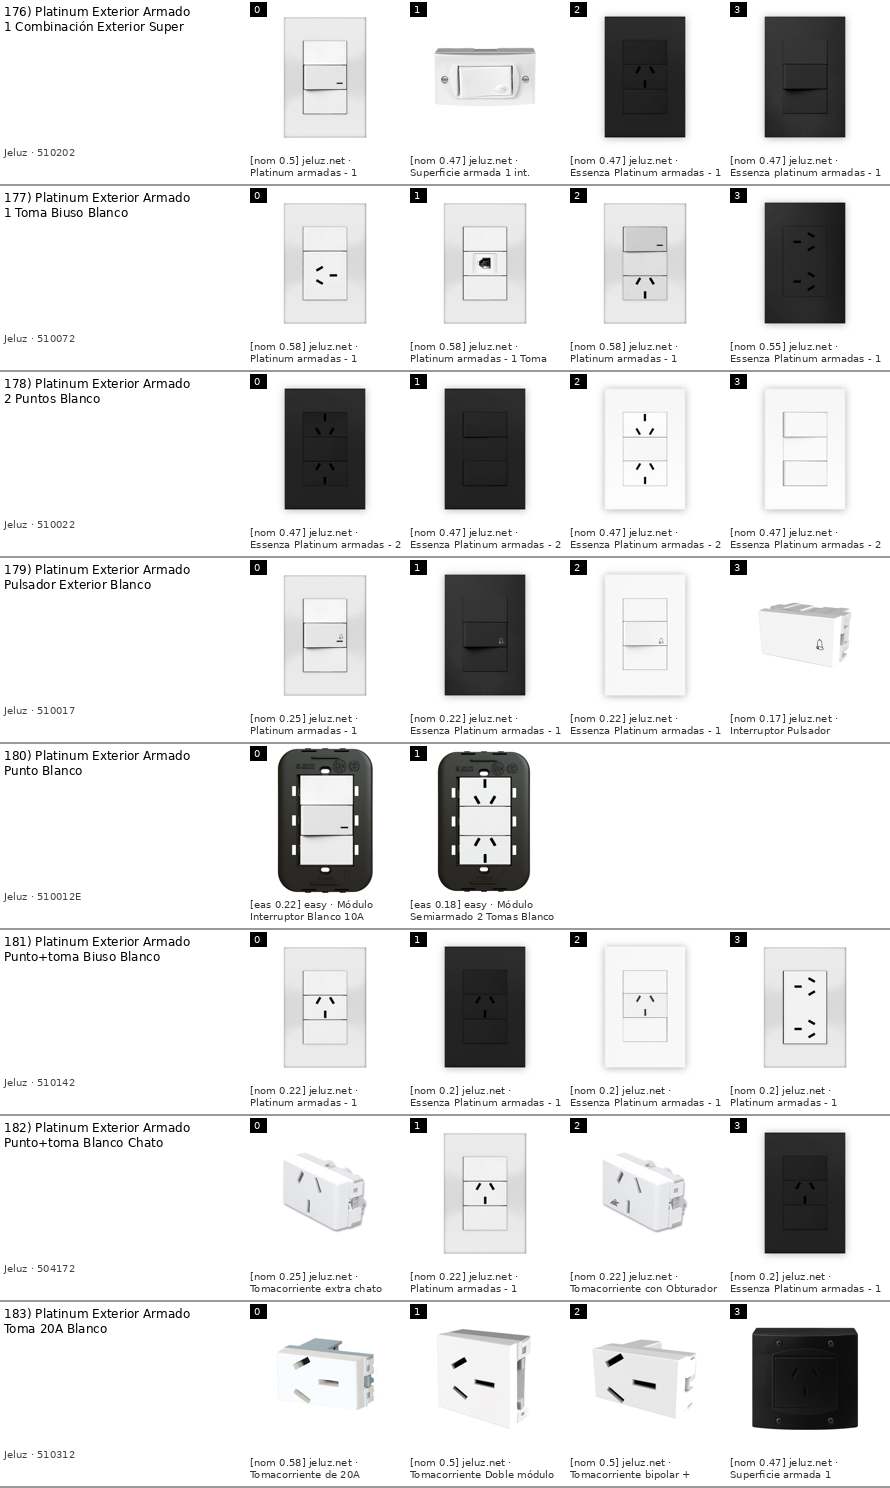 176) Platinum Exterior Armado
1 Combinación Exterior Super
Jeluz · 510202
0
[nom 0.5] jeluz.net ·
Platinum armadas - 1
1
[nom 0.47] jeluz.net ·
Superficie armada 1 int.
2
[nom 0.47] jeluz.net ·
Essenza Platinum armadas - 1
3
[nom 0.47] jeluz.net ·
Essenza platinum armadas - 1
177) Platinum Exterior Armado
1 Toma Biuso Blanco
Jeluz · 510072
0
[nom 0.58] jeluz.net ·
Platinum armadas - 1
1
[nom 0.58] jeluz.net ·
Platinum armadas - 1 Toma
2
[nom 0.58] jeluz.net ·
Platinum armadas - 1
3
[nom 0.55] jeluz.net ·
Essenza Platinum armadas - 1
178) Platinum Exterior Armado
2 Puntos Blanco
Jeluz · 510022
0
[nom 0.47] jeluz.net ·
Essenza Platinum armadas - 2
1
[nom 0.47] jeluz.net ·
Essenza Platinum armadas - 2
2
[nom 0.47] jeluz.net ·
Essenza Platinum armadas - 2
3
[nom 0.47] jeluz.net ·
Essenza Platinum armadas - 2
179) Platinum Exterior Armado
Pulsador Exterior Blanco
Jeluz · 510017
0
[nom 0.25] jeluz.net ·
Platinum armadas - 1
1
[nom 0.22] jeluz.net ·
Essenza Platinum armadas - 1
2
[nom 0.22] jeluz.net ·
Essenza Platinum armadas - 1
3
[nom 0.17] jeluz.net ·
Interruptor Pulsador
180) Platinum Exterior Armado
Punto Blanco
Jeluz · 510012E
0
[eas 0.22] easy · Módulo
Interruptor Blanco 10A
1
[eas 0.18] easy · Módulo
Semiarmado 2 Tomas Blanco
181) Platinum Exterior Armado
Punto+toma Biuso Blanco
Jeluz · 510142
0
[nom 0.22] jeluz.net ·
Platinum armadas - 1
1
[nom 0.2] jeluz.net ·
Essenza Platinum armadas - 1
2
[nom 0.2] jeluz.net ·
Essenza Platinum armadas - 1
3
[nom 0.2] jeluz.net ·
Platinum armadas - 1
182) Platinum Exterior Armado
Punto+toma Blanco Chato
Jeluz · 504172
0
[nom 0.25] jeluz.net ·
Tomacorriente extra chato
1
[nom 0.22] jeluz.net ·
Platinum armadas - 1
2
[nom 0.22] jeluz.net ·
Tomacorriente con Obturador
3
[nom 0.2] jeluz.net ·
Essenza Platinum armadas - 1
183) Platinum Exterior Armado
Toma 20A Blanco
Jeluz · 510312
0
[nom 0.58] jeluz.net ·
Tomacorriente de 20A
1
[nom 0.5] jeluz.net ·
Tomacorriente Doble módulo
2
[nom 0.5] jeluz.net ·
Tomacorriente bipolar +
3
[nom 0.47] jeluz.net ·
Superficie armada 1